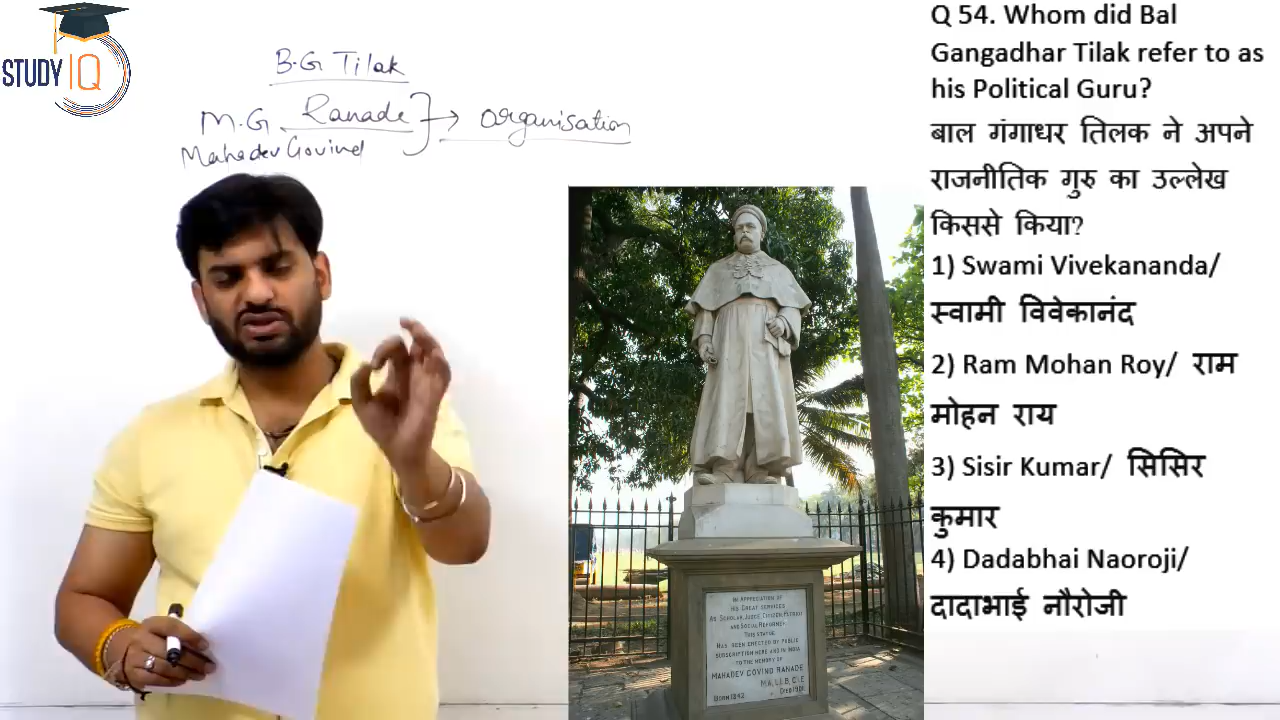 STUDY IQ
B.G Tilak
M.G Ranade } → Organisation
Mahadev Govind
IN APPRECIATION OF
HIS GREAT SERVICES
AS SCHOLAR, JUDGE, CITIZEN, PATRIOT
AND SOCIAL REFORMER,
THIS STATUE
HAS BEEN ERECTED BY PUBLIC
SUBSCRIPTION HERE AND IN INDIA
TO THE MEMORY OF
MAHADEV GOVIND RANADE
M.A., LL.B, C.I.E
BORN 1842 DIED 1901
Q 54. Whom did Bal
Gangadhar Tilak refer to as
his Political Guru?
बाल गंगाधर तिलक ने अपने
राजनीतिक गुरु का उल्लेख
किससे किया?
1) Swami Vivekananda/
स्वामी विवेकानंद
2) Ram Mohan Roy/ राम
मोहन राय
3) Sisir Kumar/ सिसिर
कुमार
4) Dadabhai Naoroji/
दादाभाई नौरोजी